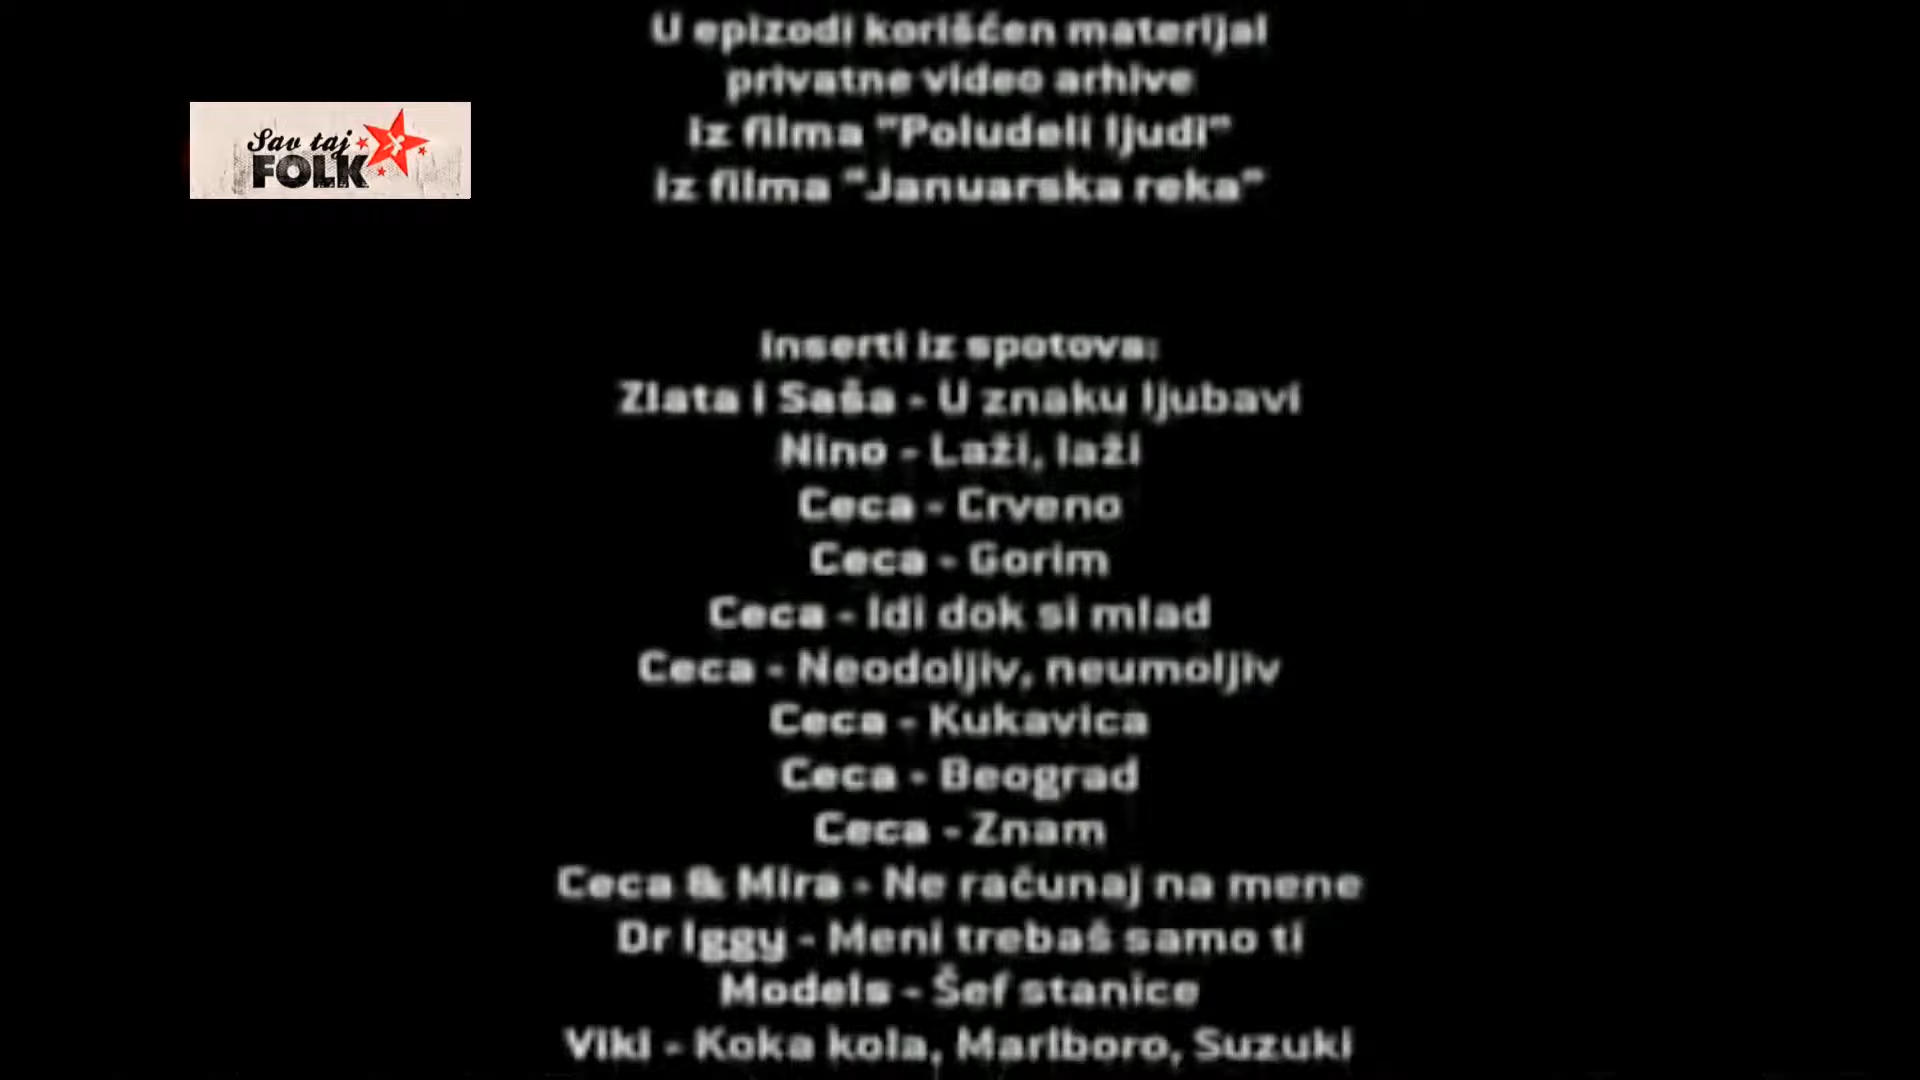 U epizodi korišćen materijal
privatne video arhive
iz filma "Poludeli ljudi"
iz filma "Januarska reka"
Sav taj
FOLK
Inserti iz spotova:
Zlata i Saša - U znaku ljubavi
Nino - Laži, laži
Ceca - Crveno
Ceca - Gorim
Ceca - Idi dok si mlad
Ceca - Neodoljiv, neumoljiv
Ceca - Kukavica
Ceca - Beograd
Ceca - Znam
Ceca & Mira - Ne računaj na mene
Dr Iggy - Meni trebaš samo ti
Models - Šef stanice
Viki - Koka kola, Marlboro, Suzuki